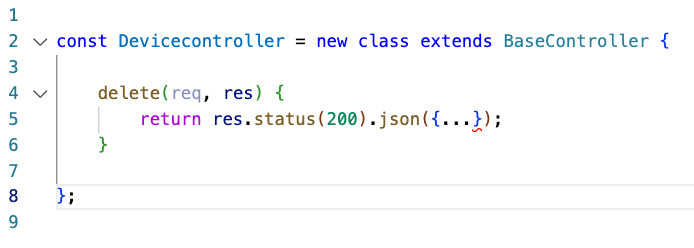 1
2 const Devicecontroller = new class extends BaseController {
3
4 delete(req, res) {
5 return res.status(200).json({...});
6 }
7
8 };
9